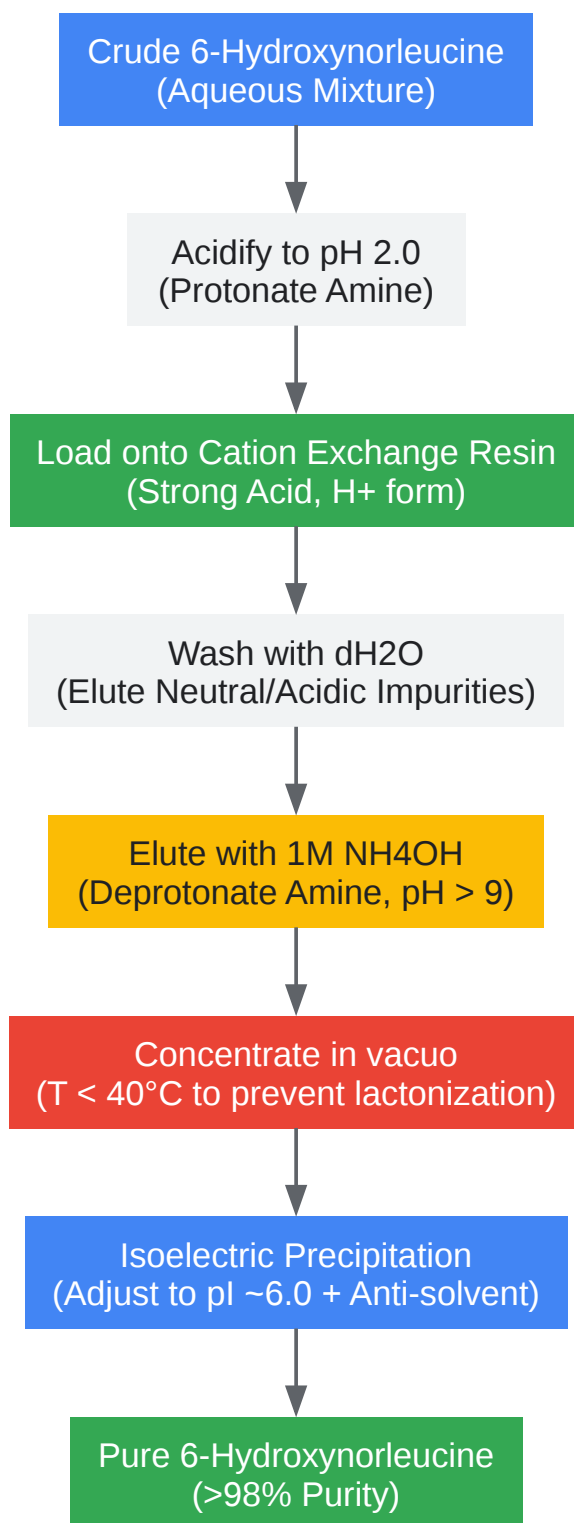 Crude 6-Hydroxynorleucine
(Aqueous Mixture)
Acidify to pH 2.0
(Protonate Amine)
Load onto Cation Exchange Resin
(Strong Acid, H+ form)
Wash with dH2O
(Elute Neutral/Acidic Impurities)
Elute with 1M NH4OH
(Deprotonate Amine, pH > 9)
Concentrate in vacuo
(T < 40°C to prevent lactonization)
Isoelectric Precipitation
(Adjust to pI ~6.0 + Anti-solvent)
Pure 6-Hydroxynorleucine
(>98% Purity)